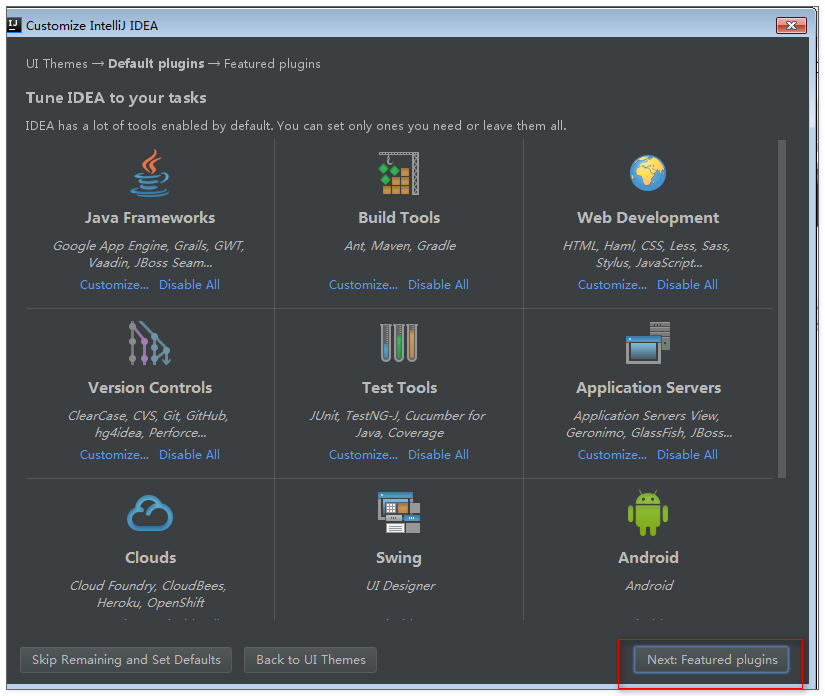 IJ
Customize IntelliJ IDEA
UI Themes → Default plugins → Featured plugins
Tune IDEA to your tasks
IDEA has a lot of tools enabled by default. You can set only ones you need or leave them all.
Java Frameworks
Google App Engine, Grails, GWT,
Vaadin, JBoss Seam...
Customize... Disable All
Build Tools
Ant, Maven, Gradle
Customize... Disable All
Web Development
HTML, Haml, CSS, Less, Sass,
Stylus, JavaScript...
Customize... Disable All
Version Controls
ClearCase, CVS, Git, GitHub,
hg4idea, Perforce...
Customize... Disable All
Test Tools
JUnit, TestNG-J, Cucumber for
Java, Coverage
Customize... Disable All
Application Servers
Application Servers View,
Geronimo, GlassFish, JBoss...
Customize... Disable All
Clouds
Cloud Foundry, CloudBees,
Heroku, OpenShift
Swing
UI Designer
Android
Android
Skip Remaining and Set Defaults
Back to UI Themes
Next: Featured plugins